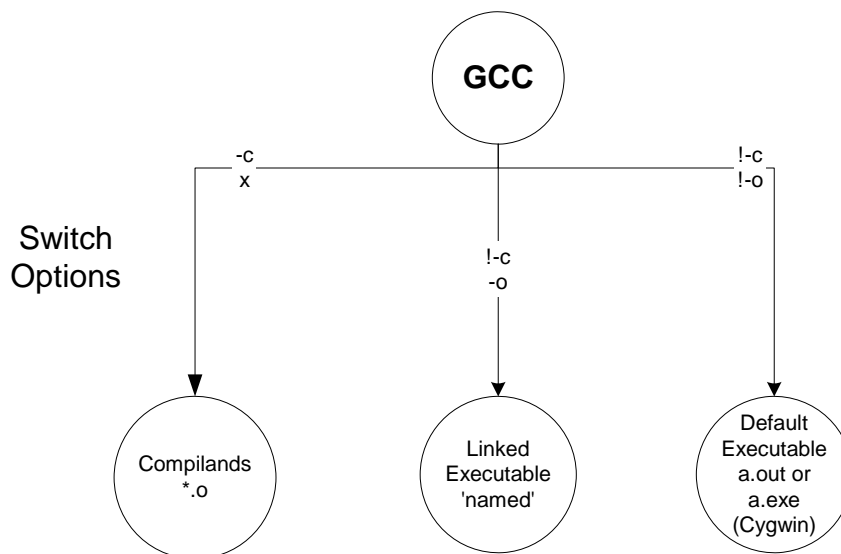 GCC
-c
x
!-c
!-o
Switch
Options
!-c
-o
Compilands
*.o
Linked
Executable
'named'
Default
Executable
a.out or
a.exe
(Cygwin)